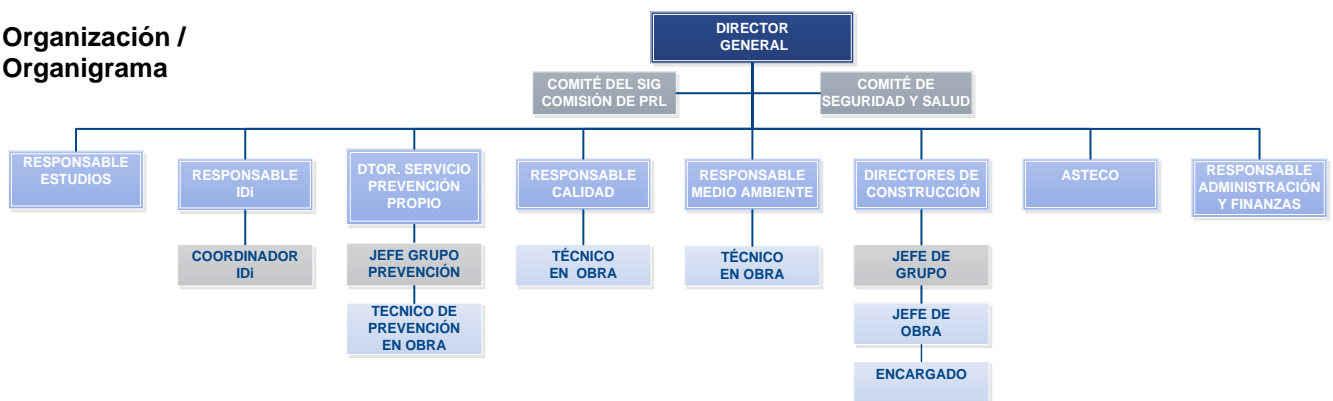 Organización /
Organigrama
DIRECTOR
GENERAL
COMITÉ DEL SIG
COMISIÓN DE PRL
COMITÉ DE
SEGURIDAD Y SALUD
RESPONSABLE
ESTUDIOS
RESPONSABLE
IDi
DTOR. SERVICIO
PREVENCIÓN
PROPIO
RESPONSABLE
CALIDAD
RESPONSABLE
MEDIO AMBIENTE
DIRECTORES DE
CONSTRUCCIÓN
ASTECO
RESPONSABLE
ADMINISTRACIÓN
Y FINANZAS
COORDINADOR
IDi
JEFE GRUPO
PREVENCIÓN
TÉCNICO
EN OBRA
TÉCNICO
EN OBRA
JEFE DE
GRUPO
TECNICO DE
PREVENCIÓN
EN OBRA
JEFE DE
OBRA
ENCARGADO